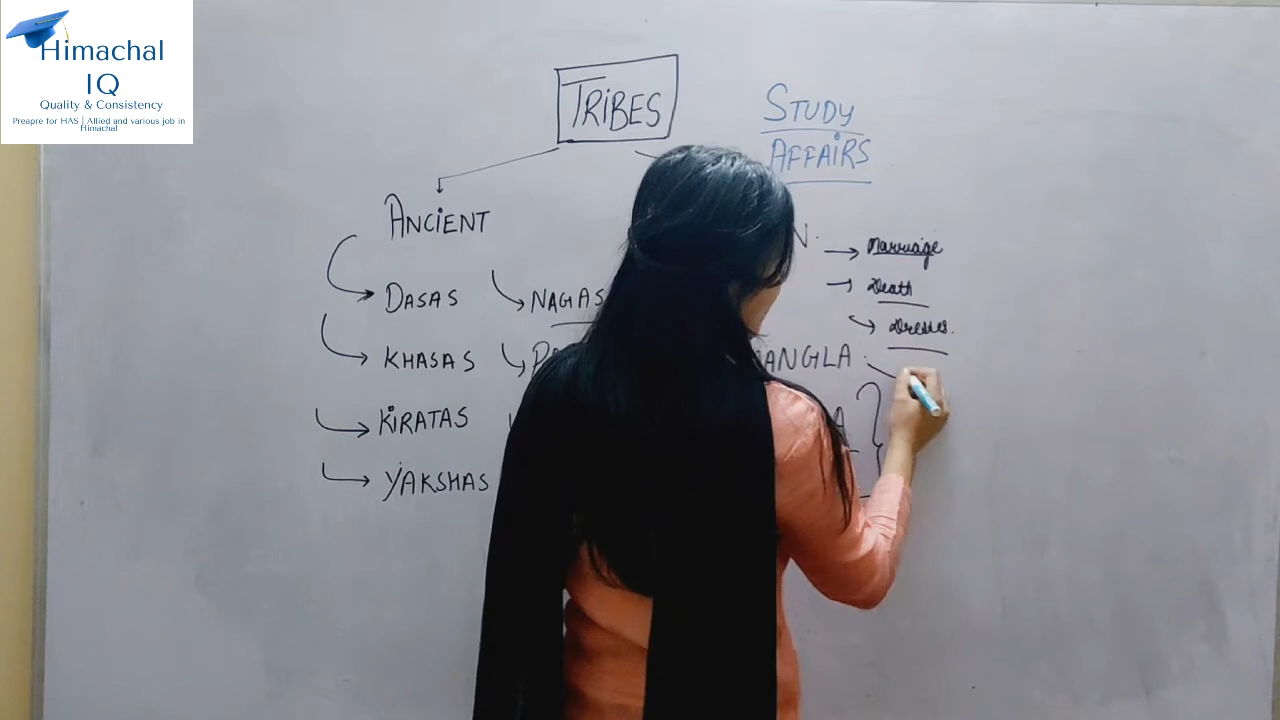 Himachal
IQ
Quality & Consistency
Preapre for HAS | Allied and various job in
Himachal
TRIBES
STUDY
AFFAIRS
ANCIENT
Marriage
Death
Dresses.
DASAS
NAGAS
KHASAS
ANGLA
KIRATAS
YAKSHAS